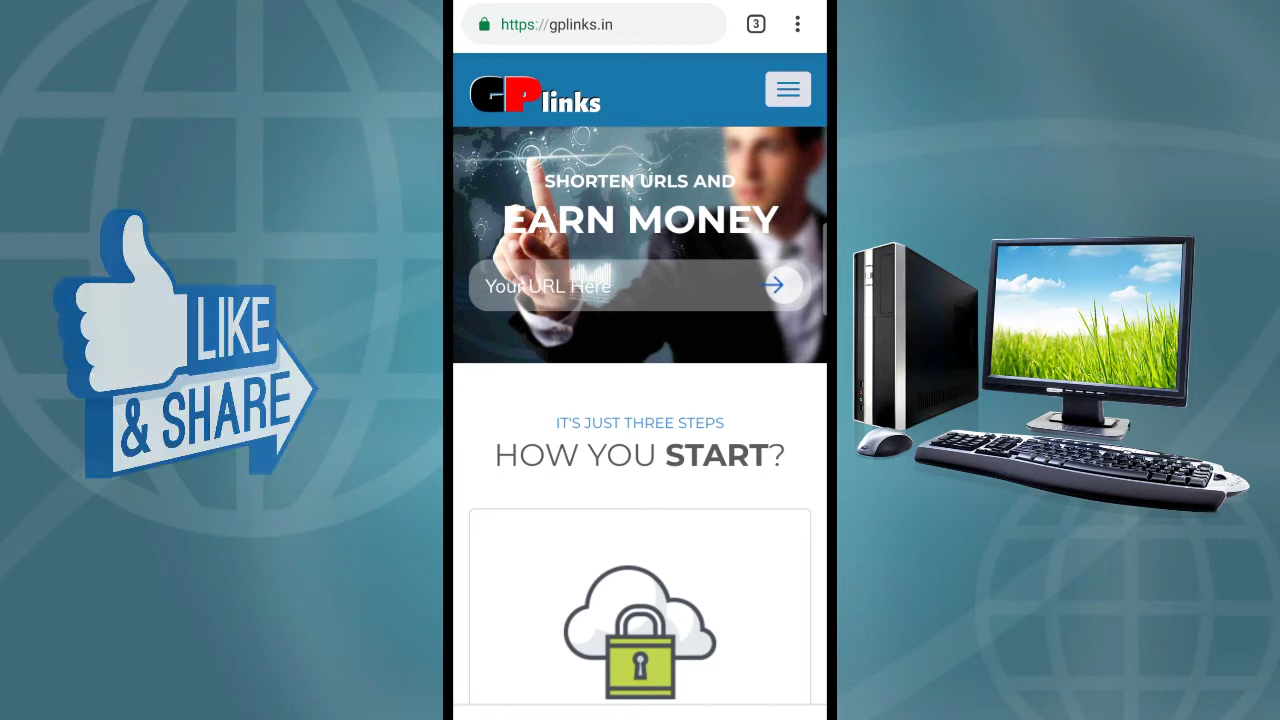 LIKE
& SHARE
https://gplinks.in
3
GPlinks
SHORTEN URLS AND
EARN MONEY
Your URL Here
IT'S JUST THREE STEPS
HOW YOU START?